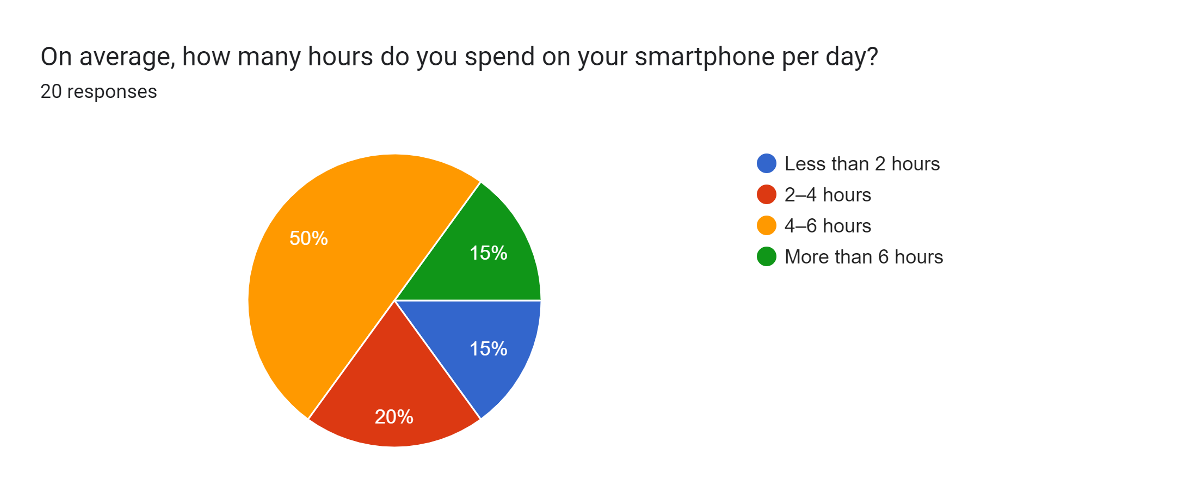 On average, how many hours do you spend on your smartphone per day?
20 responses
Less than 2 hours
2–4 hours
4–6 hours
More than 6 hours
50%
15%
15%
20%